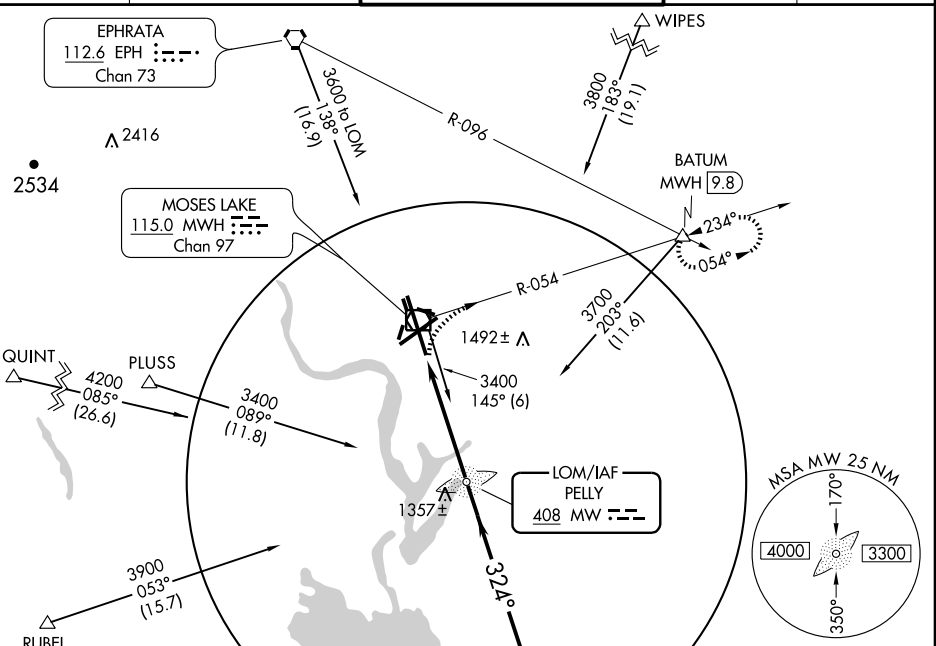 EPHRATA
112.6 EPH
Chan 73
WIPES
3600 to LOM
138°
(16.9)
3800
183°
(19.1)
2416
R-096
2534
BATUM
MWH 9.8
MOSES LAKE
115.0 MWH
Chan 97
234°
054°
R-054
3700
203°
(11.6)
1492±
QUINT
PLUSS
4200
085°
(26.6)
3400
089°
(11.8)
3400
145° (6)
LOM/IAF
PELLY
408 MW
1357±
MSA MW 25 NM
170°
4000
3300
350°
324°
3900
053°
(15.7)
RUBEL